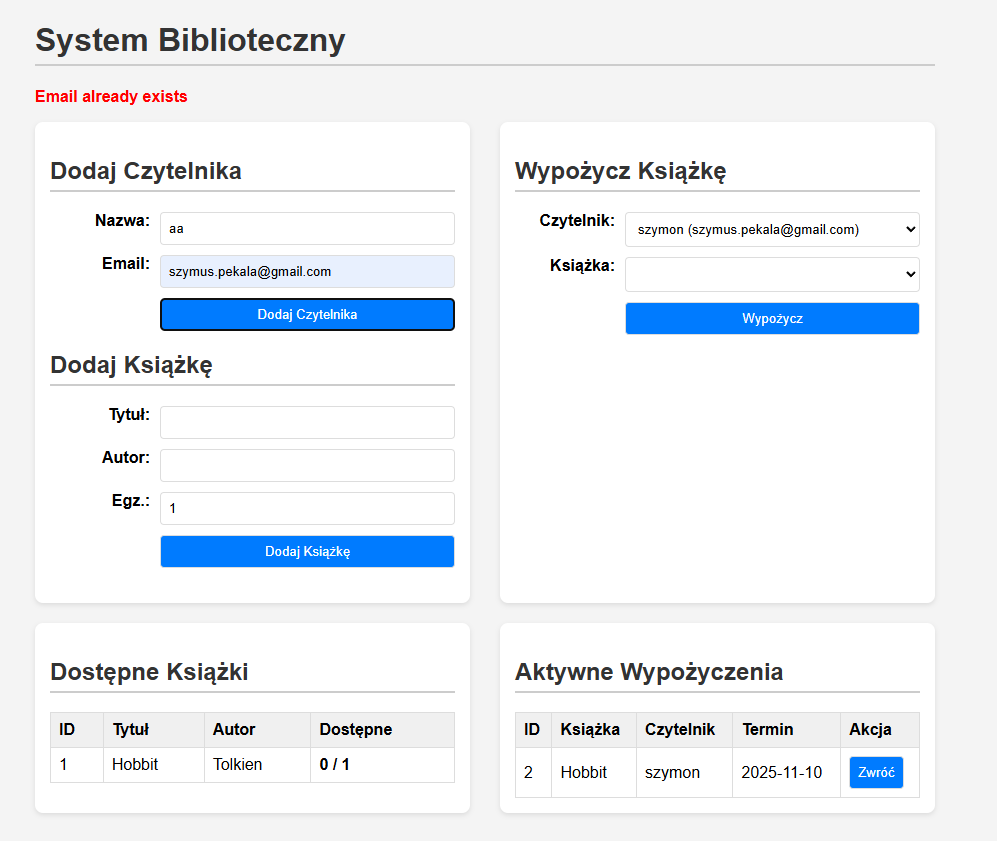 System Biblioteczny
Email already exists
Dodaj Czytelnika
Nazwa: aa
Email: szymus.pekala@gmail.com
Dodaj Czytelnika
Dodaj Książkę
Tytuł:
Autor:
Egz.: 1
Dodaj Książkę
Wypożycz Książkę
Czytelnik: szymon (szymus.pekala@gmail.com)
Książka:
Wypożycz
Dostępne Książki
ID Tytuł Autor Dostępne
1 Hobbit Tolkien 0 / 1
Aktywne Wypożyczenia
ID Książka Czytelnik Termin Akcja
2 Hobbit szymon 2025-11-10 Zwróć